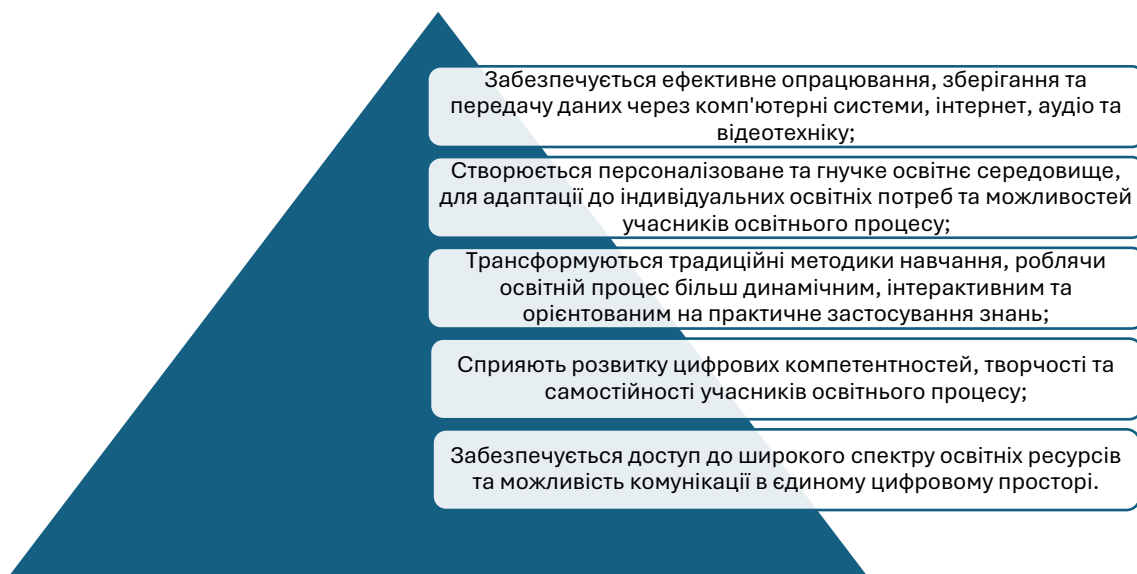 Забезпечується ефективне опрацювання, зберігання та
передачу даних через комп'ютерні системи, інтернет, аудіо та
відеотехніку;
Створюється персоналізоване та гнучке освітнє середовище,
для адаптації до індивідуальних освітніх потреб та можливостей
учасників освітнього процесу;
Трансформуються традиційні методики навчання, роблячи
освітній процес більш динамічним, інтерактивним та
орієнтованим на практичне застосування знань;
Сприяють розвитку цифрових компетентностей, творчості та
самостійності учасників освітнього процесу;
Забезпечується доступ до широкого спектру освітніх ресурсів
та можливість комунікації в єдиному цифровому просторі.